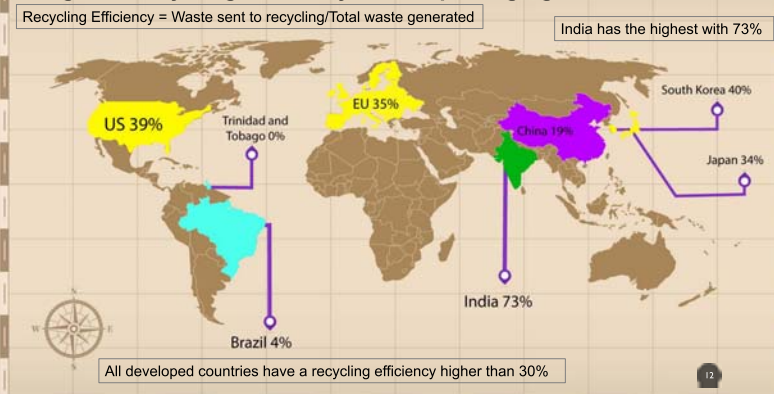 Recycling Efficiency = Waste sent to recycling/Total waste generated
India has the highest with 73%
South Korea 40%
EU 35%
US 39%
Trinidad and
Tobago 0%
China 19%
Japan 34%
India 73%
N
W
E
S
Brazil 4%
All developed countries have a recycling efficiency higher than 30%
12